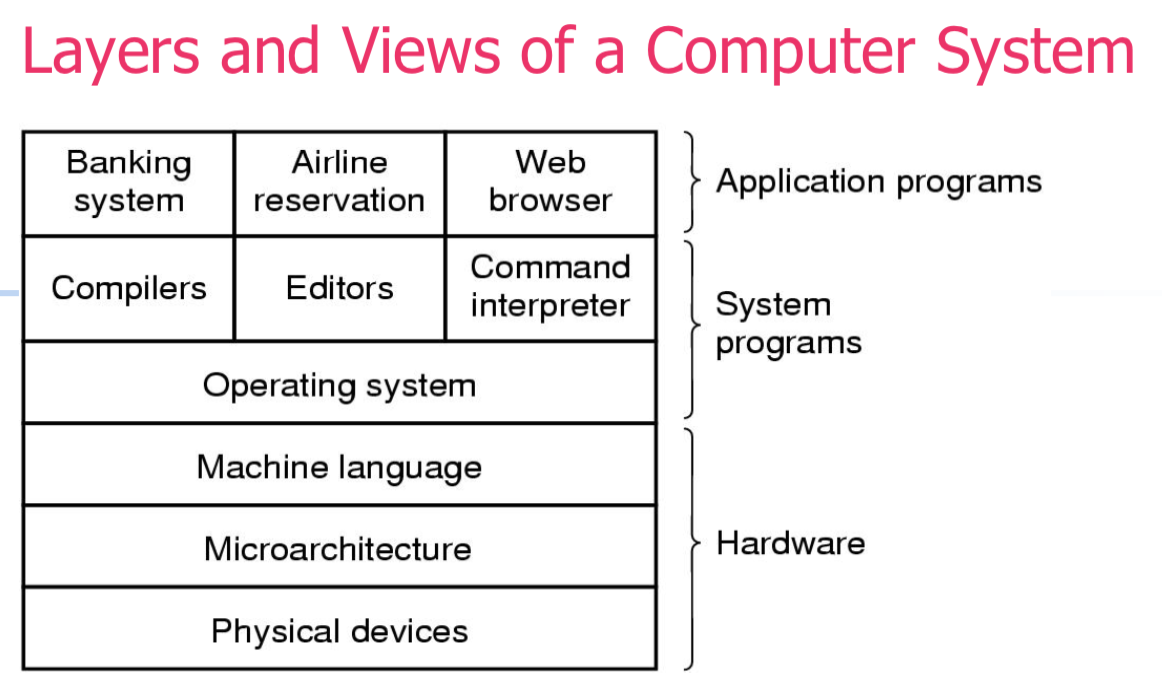 Layers and Views of a Computer System
Banking
system
Airline
reservation
Web
browser
Application programs
Compilers
Editors
Command
interpreter
System
programs
Operating system
Machine language
Microarchitecture
Hardware
Physical devices